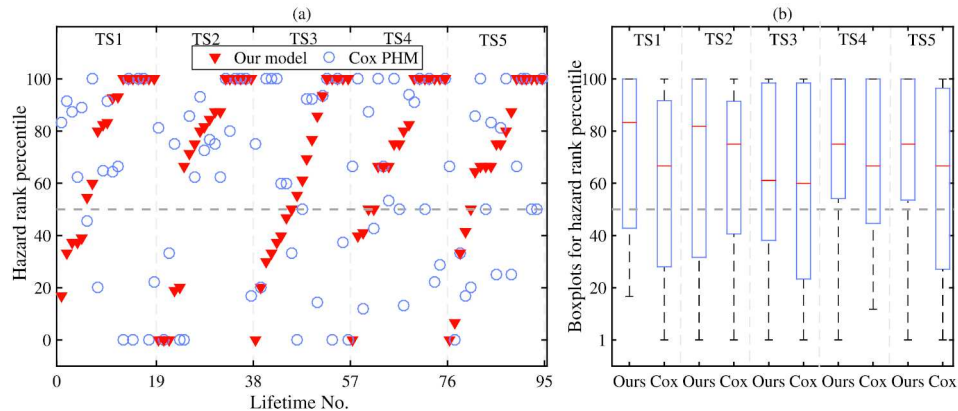 (a)
TS1 TS2 TS3 TS4 TS5
Our model Cox PHM
100
80
60
40
20
0
Hazard rank percentile
0 19 38 57 76 95
Lifetime No.
(b)
TS1 TS2 TS3 TS4 TS5
100
80
60
40
20
1
Boxplots for hazard rank percentile
Ours Cox Ours Cox Ours Cox Ours Cox Ours Cox